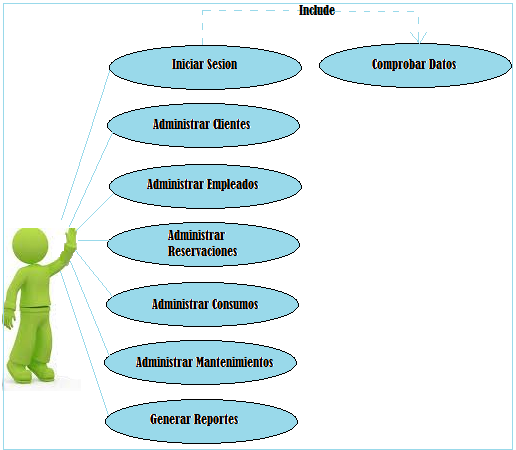 Include
Iniciar Sesion
Comprobar Datos
Administrar Clientes
Administrar Empleados
Administrar
Reservaciones
Administrar Consumos
Administrar Mantenimientos
Generar Reportes